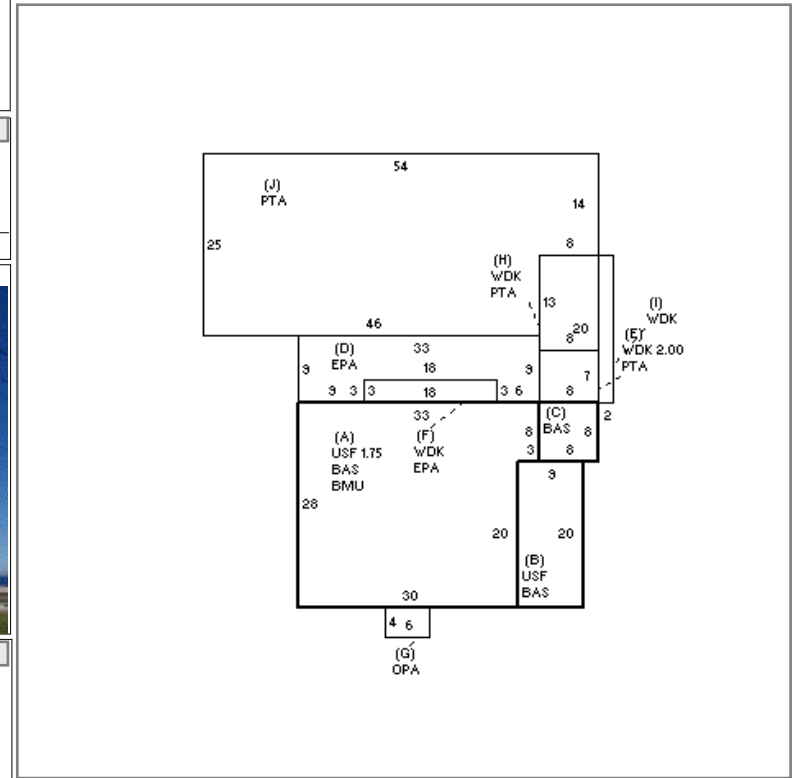 54
(J)
PTA
14
25
8
(H)
WDK
PTA
13
(I)
WDK
20
8
(E)
WDK 2.00
PTA
46
(D)
EPA
33
18
9
9
7
9 3 3
18
3 6
8
33
(C)
BAS
2
8
8
(A)
USF 1.75
BAS
BMU
(F)
WDK
EPA
3
8
9
28
20
20
(B)
USF
BAS
30
4 6
(G)
OPA